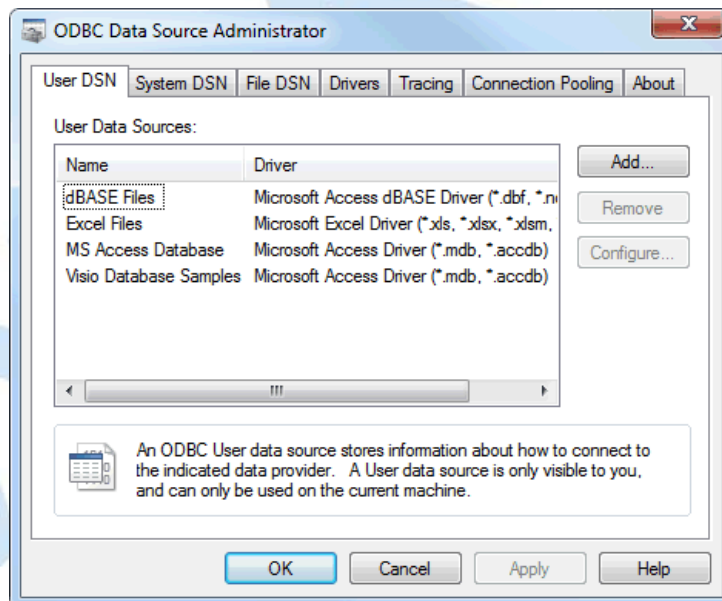 ODBC Data Source Administrator
User DSN System DSN File DSN Drivers Tracing Connection Pooling About
User Data Sources:
Name Driver
dBASE Files Microsoft Access dBASE Driver (*.dbf, *.n
Excel Files Microsoft Excel Driver (*.xls, *.xlsx, *.xlsm,
MS Access Database Microsoft Access Driver (*.mdb, *.accdb)
Visio Database Samples Microsoft Access Driver (*.mdb, *.accdb)
Add...
Remove
Configure...
An ODBC User data source stores information about how to connect to
the indicated data provider. A User data source is only visible to you,
and can only be used on the current machine.
OK Cancel Apply Help